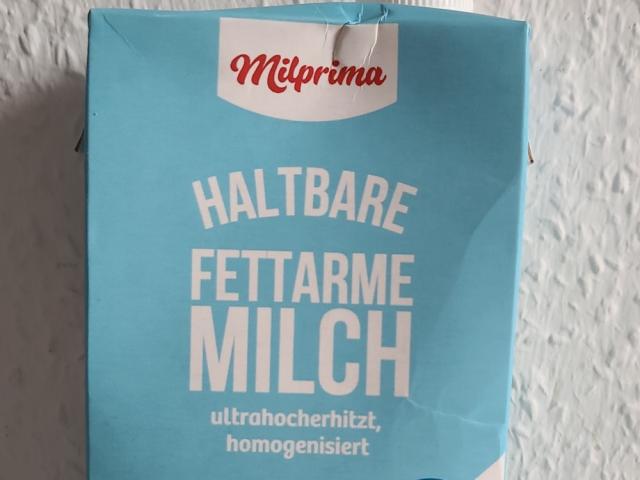 Milprima
HALTBARE
FETTARME
MILCH
ultrahocherhitzt,
homogenisiert